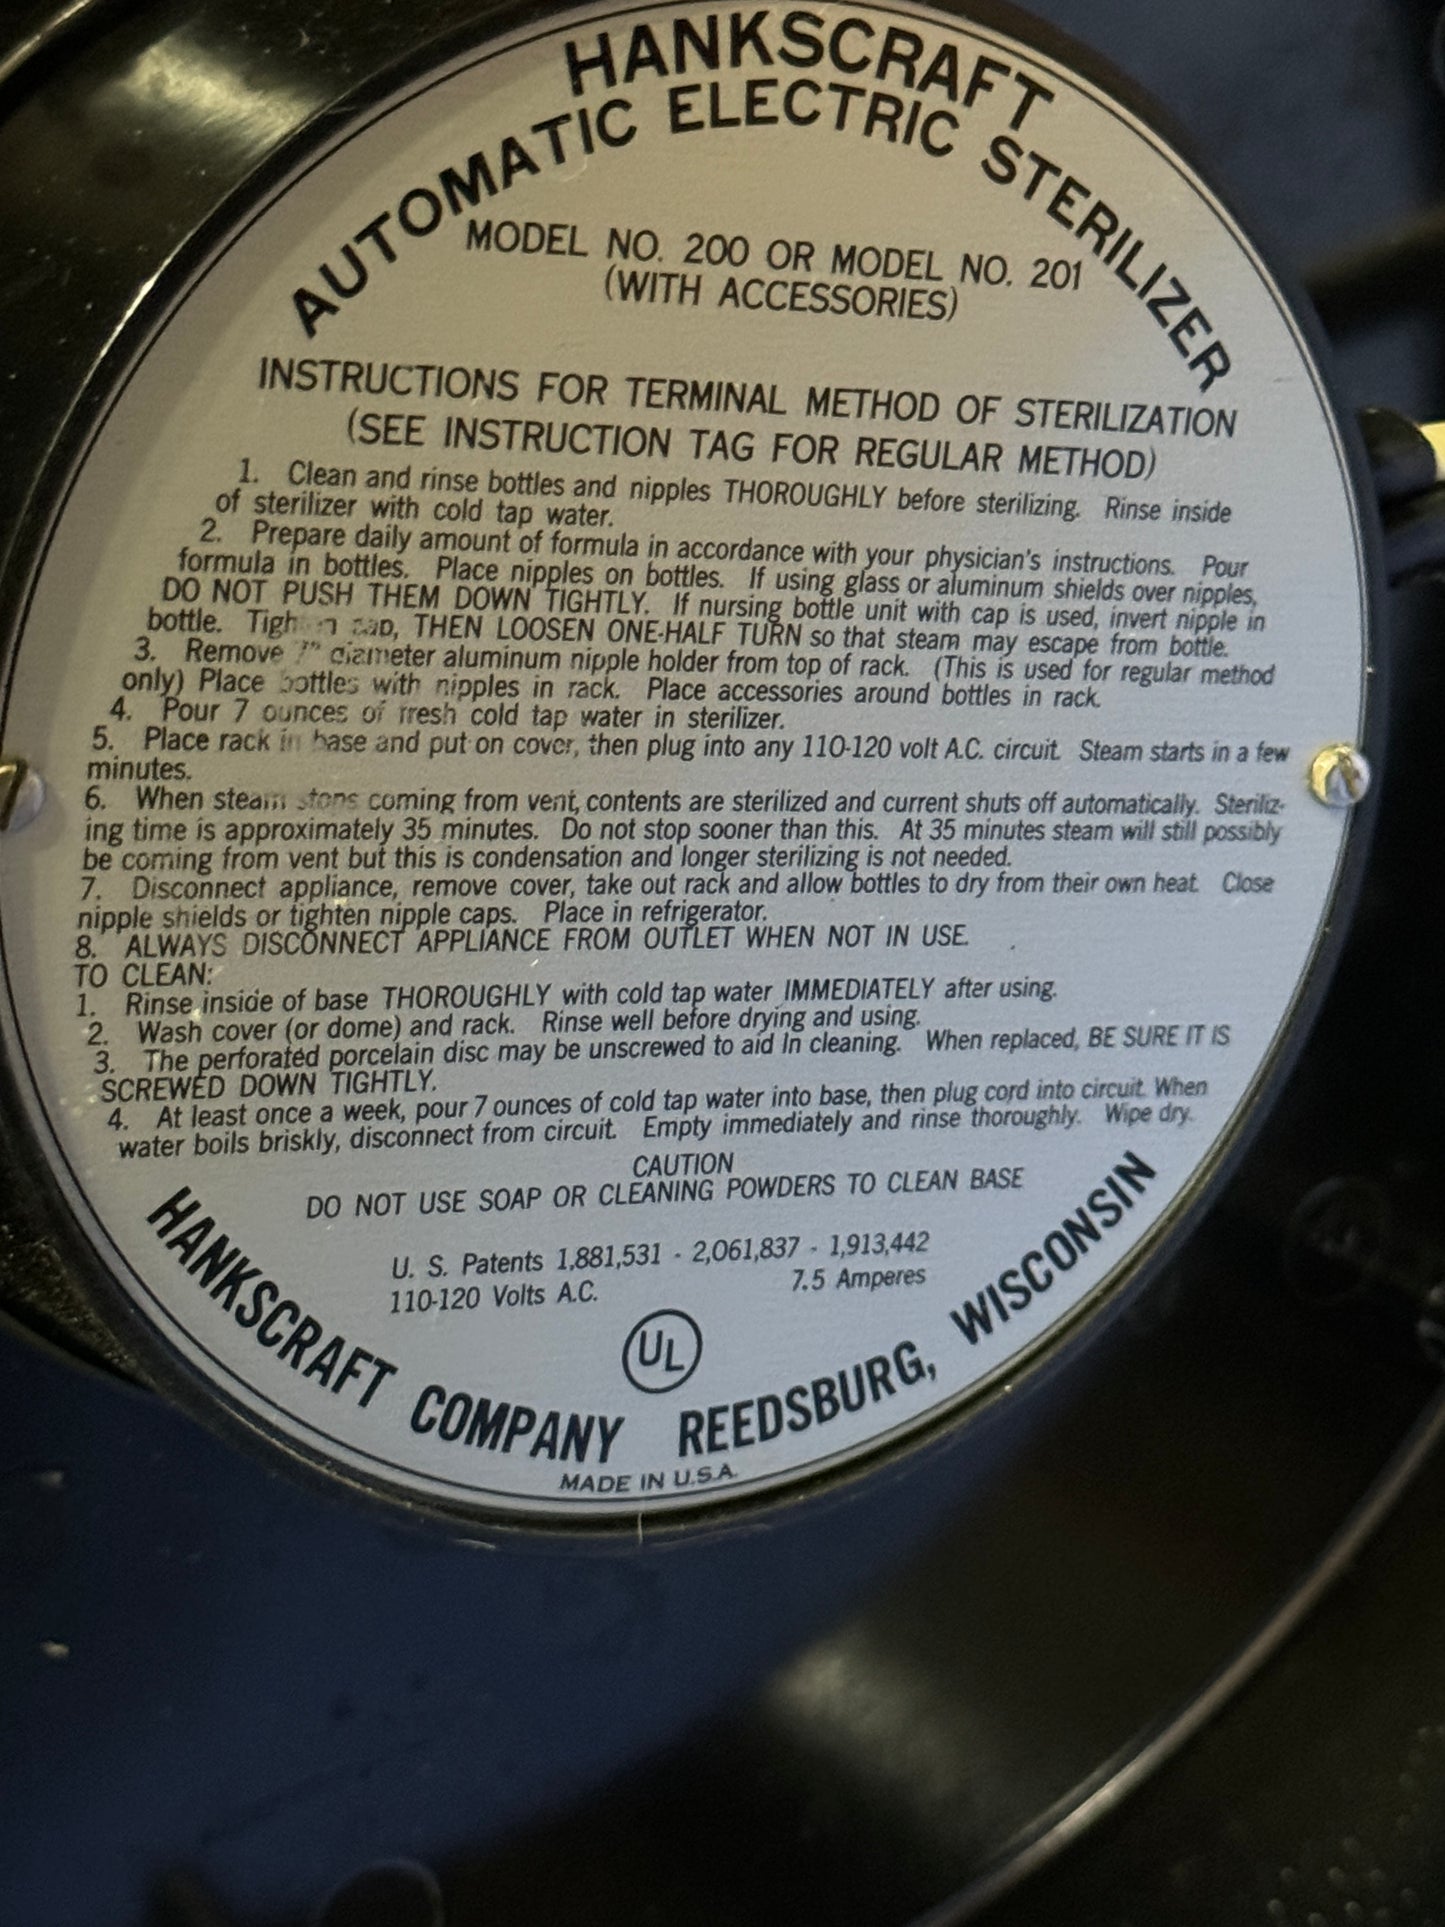 HANKSCRAFT
AUTOMATIC ELECTRIC STERILIZER
MODEL NO. 200 OR MODEL NO. 201
(WITH ACCESSORIES)
INSTRUCTIONS FOR TERMINAL METHOD OF STERILIZATION
(SEE INSTRUCTION TAG FOR REGULAR METHOD)
1. Clean and rinse bottles and nipples THOROUGHLY before sterilizing. Rinse inside
of sterilizer with cold tap water.
2. Prepare daily amount of formula in accordance with your physician's instructions. Pour
formula in bottles. Place nipples on bottles. If using glass or aluminum shields over nipples,
DO NOT PUSH THEM DOWN TIGHTLY. If nursing bottle unit with cap is used, invert nipple in
bottle. Tighten cap, THEN LOOSEN ONE-HALF TURN so that steam may escape from bottle.
3. Remove diameter aluminum nipple holder from top of rack. (This is used for regular method
only) Place bottles with nipples in rack. Place accessories around bottles in rack.
4. Pour 7 ounces of fresh cold tap water in sterilizer.
5. Place rack in base and put on cover, then plug into any 110-120 volt A.C. circuit. Steam starts in a few
minutes.
6. When steam stops coming from vent, contents are sterilized and current shuts off automatically. Steriliz-
ing time is approximately 35 minutes. Do not stop sooner than this. At 35 minutes steam will still possibly
be coming from vent but this is condensation and longer sterilizing is not needed.
7. Disconnect appliance, remove cover, take out rack and allow bottles to dry from their own heat. Close
nipple shields or tighten nipple caps. Place in refrigerator.
8. ALWAYS DISCONNECT APPLIANCE FROM OUTLET WHEN NOT IN USE.
TO CLEAN:
1. Rinse inside of base THOROUGHLY with cold tap water IMMEDIATELY after using.
2. Wash cover (or dome) and rack. Rinse well before drying and using.
3. The perforated porcelain disc may be unscrewed to aid in cleaning. When replaced, BE SURE IT IS
SCREWED DOWN TIGHTLY.
4. At least once a week, pour 7 ounces of cold tap water into base, then plug cord into circuit. When
water boils briskly, disconnect from circuit. Empty immediately and rinse thoroughly. Wipe dry.
CAUTION
DO NOT USE SOAP OR CLEANING POWDERS TO CLEAN BASE
U. S. Patents 1,881,531 - 2,061,837 - 1,913,442
110-120 Volts A.C. 7.5 Amperes
UL
HANKSCRAFT COMPANY REEDSBURG, WISCONSIN
MADE IN U.S.A.